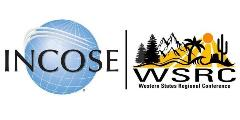 INCOSE
WSRC
Western States Regional Conference